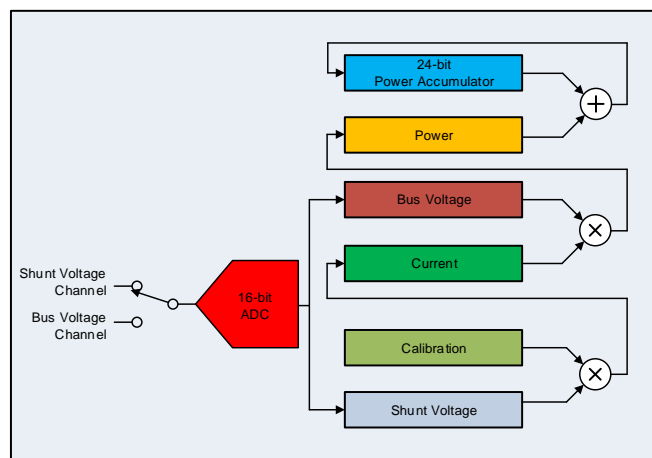 24-bit
Power Accumulator
Power
Bus Voltage
Shunt Voltage
Channel
Current
16-bit
ADC
Bus Voltage
Channel
Calibration
Shunt Voltage